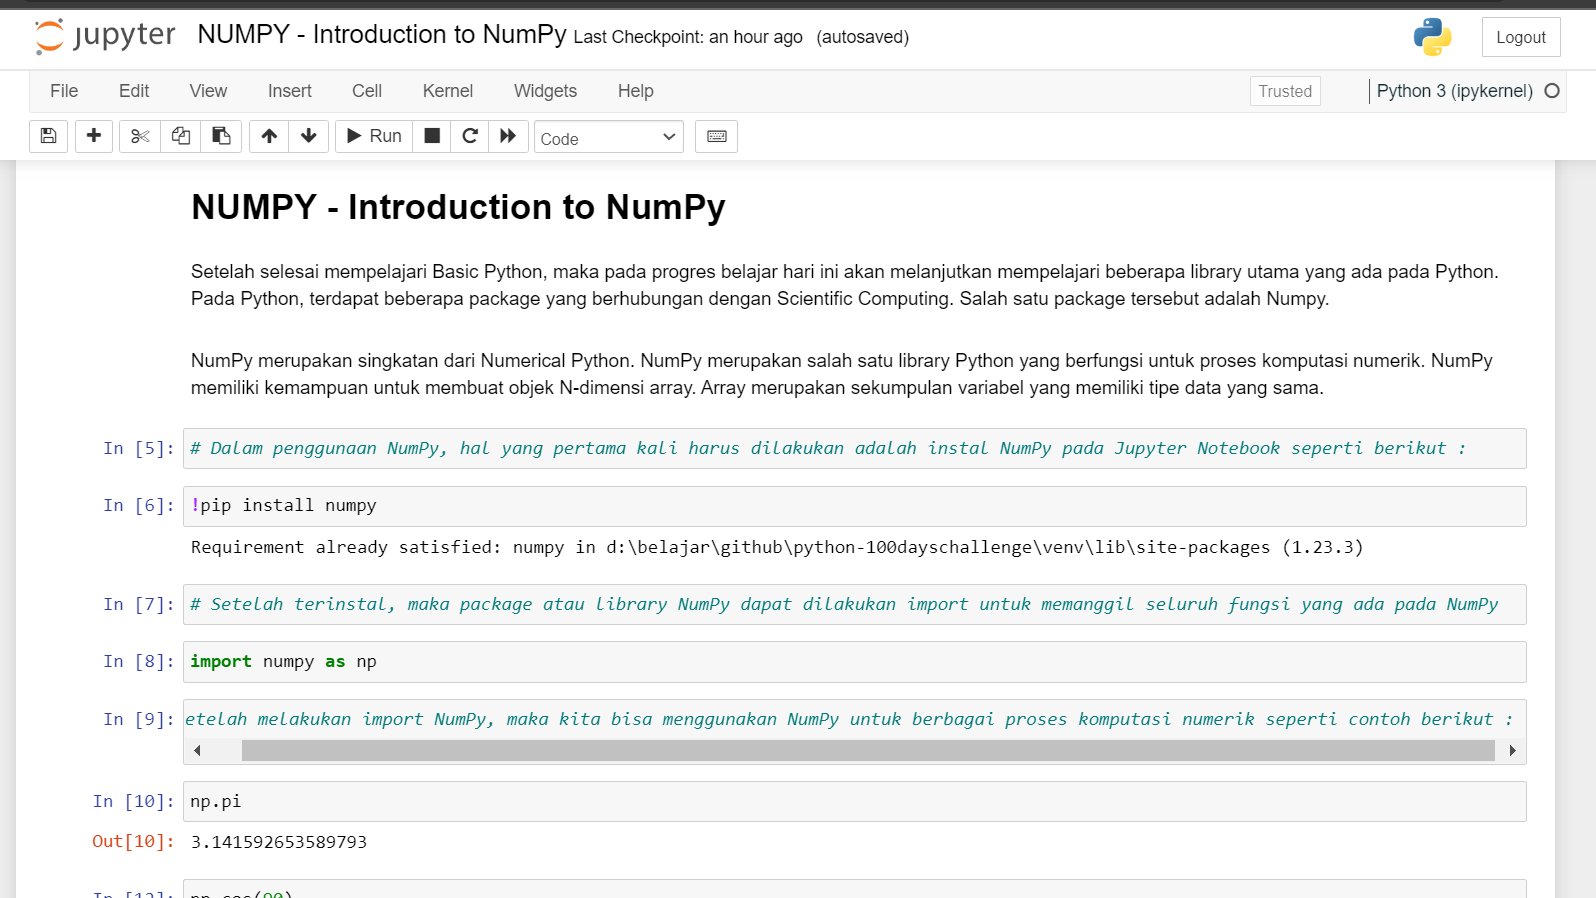 jupyter NUMPY - Introduction to NumPy Last Checkpoint: an hour ago (autosaved) Logout
File Edit View Insert Cell Kernel Widgets Help Trusted Python 3 (ipykernel)
Run Code
NUMPY - Introduction to NumPy
Setelah selesai mempelajari Basic Python, maka pada progres belajar hari ini akan melanjutkan mempelajari beberapa library utama yang ada pada Python.
Pada Python, terdapat beberapa package yang berhubungan dengan Scientific Computing. Salah satu package tersebut adalah Numpy.
NumPy merupakan singkatan dari Numerical Python. NumPy merupakan salah satu library Python yang berfungsi untuk proses komputasi numerik. NumPy
memiliki kemampuan untuk membuat objek N-dimensi array. Array merupakan sekumpulan variabel yang memiliki tipe data yang sama.
In [5]: # Dalam penggunaan NumPy, hal yang pertama kali harus dilakukan adalah instal NumPy pada Jupyter Notebook seperti berikut :
In [6]: !pip install numpy
Requirement already satisfied: numpy in d:\belajar\github\python-100dayschallenge\venv\lib\site-packages (1.23.3)
In [7]: # Setelah terinstal, maka package atau library NumPy dapat dilakukan import untuk memanggil seluruh fungsi yang ada pada NumPy
In [8]: import numpy as np
In [9]: etelah melakukan import NumPy, maka kita bisa menggunakan NumPy untuk berbagai proses komputasi numerik seperti contoh berikut :
In [10]: np.pi
Out[10]: 3.141592653589793